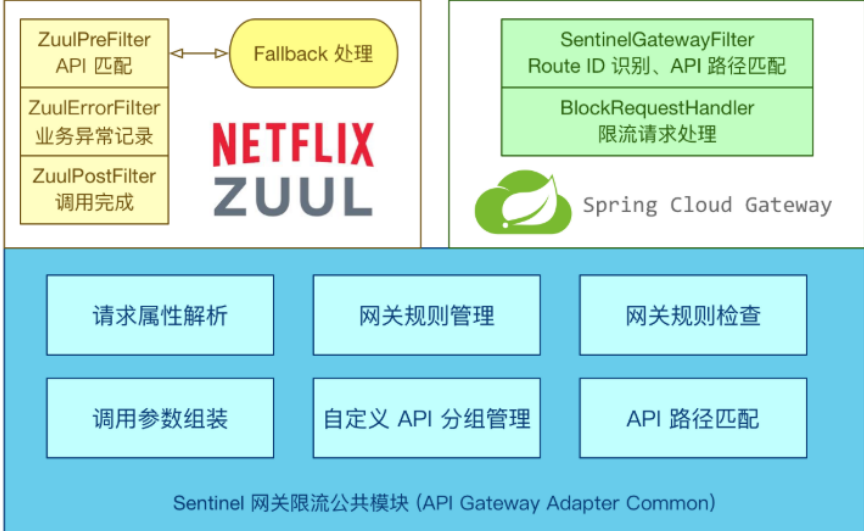 ZuulPreFilter
API 匹配
Fallback 处理
ZuulErrorFilter
业务异常记录
ZuulPostFilter
调用完成
NETFLIX
ZUUL
SentinelGatewayFilter
Route ID 识别、API 路径匹配
BlockRequestHandler
限流请求处理
Spring Cloud Gateway
请求属性解析
网关规则管理
网关规则检查
调用参数组装
自定义 API 分组管理
API 路径匹配
Sentinel 网关限流公共模块 (API Gateway Adapter Common)